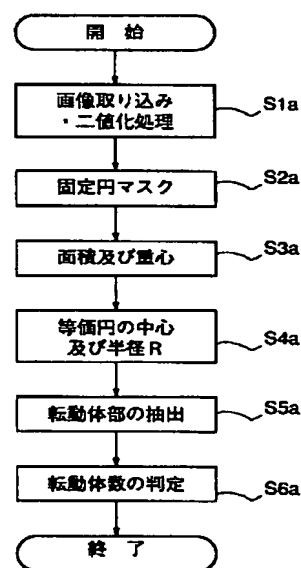 開 始
画像取り込み
・二値化処理
S1a
固定円マスク
S2a
面積及び重心
S3a
等価円の中心
及び半径R
S4a
転動体部の抽出
S5a
転動体数の判定
S6a
終 了